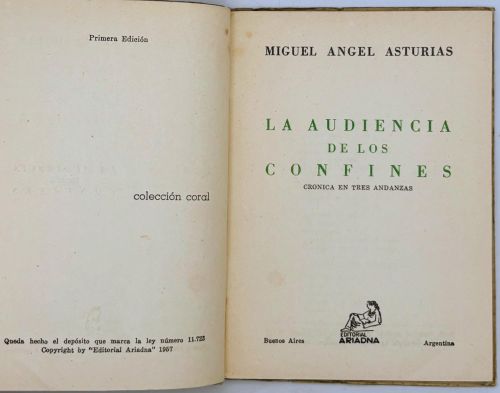 Primera Edición
colección coral
Queda hecho el depósito que marca la ley número 11.723
Copyright by "Editorial Ariadna" 1957
MIGUEL ANGEL ASTURIAS
LA AUDIENCIA
DE LOS
CONFINES
CRONICA EN TRES ANDANZAS
EDITORIAL
ARIADNA
Buenos Aires
Argentina